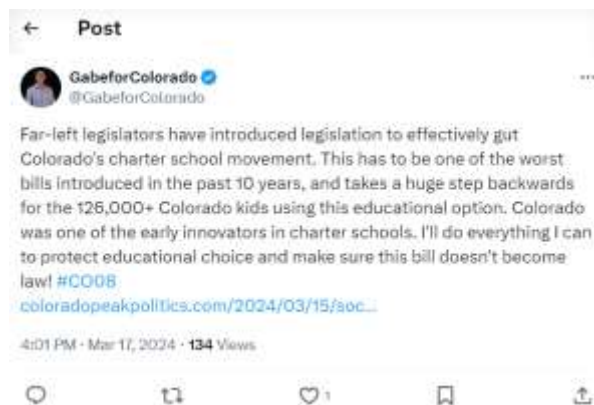 Post
GabeforColorado
@GabeforColorado
Far-left legislators have introduced legislation to effectively gut
Colorado's charter school movement. This has to be one of the worst
bills introduced in the past 10 years, and takes a huge step backwards
for the 126,000+ Colorado kids using this educational option. Colorado
was one of the early innovators in charter schools. I'll do everything I can
to protect educational choice and make sure this bill doesn't become
law! #CO08
coloradopeakpolitics.com/2024/03/15/soc...
4:01 PM · Mar 17, 2024 · 134 Views
1